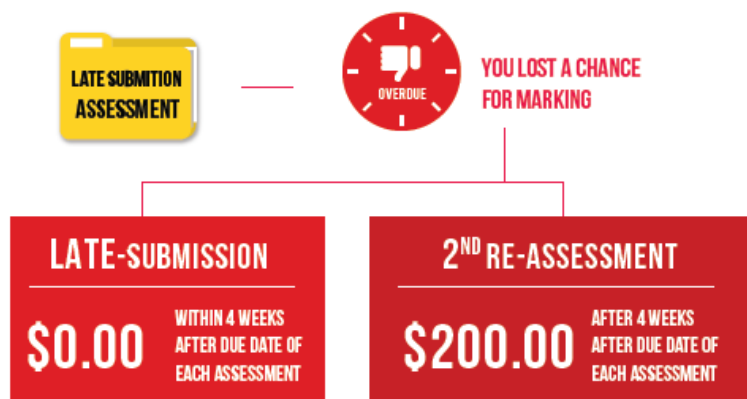 LATE SUBMITION
ASSESSMENT
OVERDUE
YOU LOST A CHANCE
FOR MARKING
LATE-SUBMISSION
$0.00
WITHIN 4 WEEKS
AFTER DUE DATE OF
EACH ASSESSMENT
2ND RE-ASSESSMENT
$200.00
AFTER 4 WEEKS
AFTER DUE DATE OF
EACH ASSESSMENT